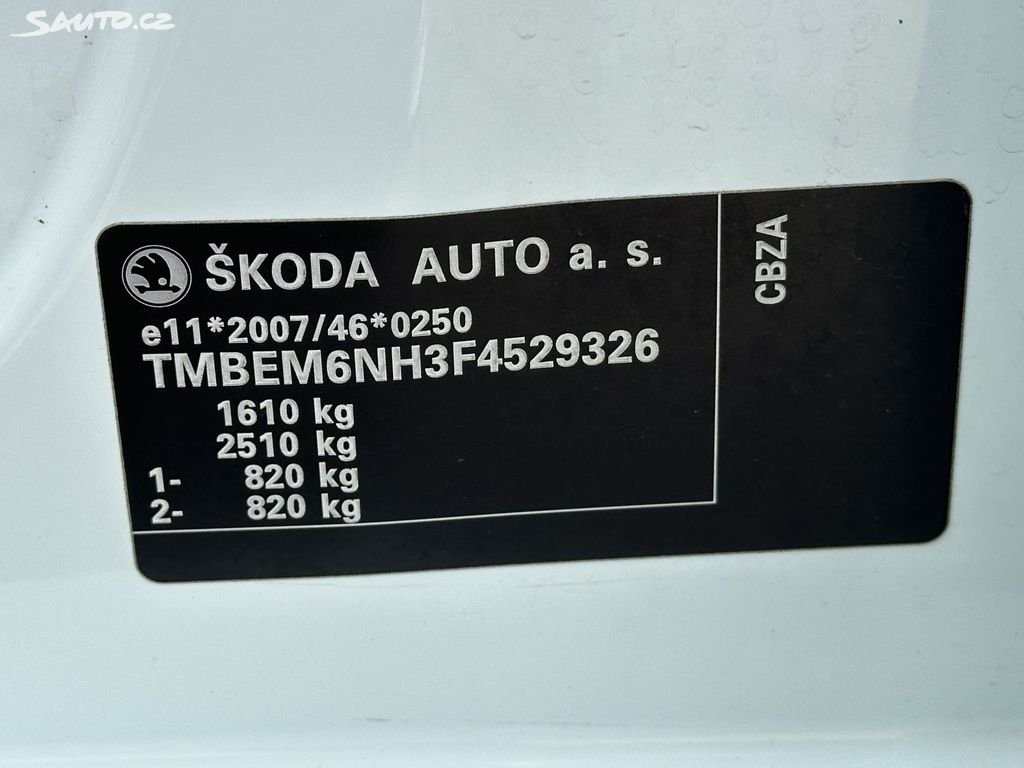 Sauto.cz
ŠKODA AUTO a. s.
e11*2007/46*0250
TMBEM6NH3F4529326
1610 kg
2510 kg
1- 820 kg
2- 820 kg
CBZA